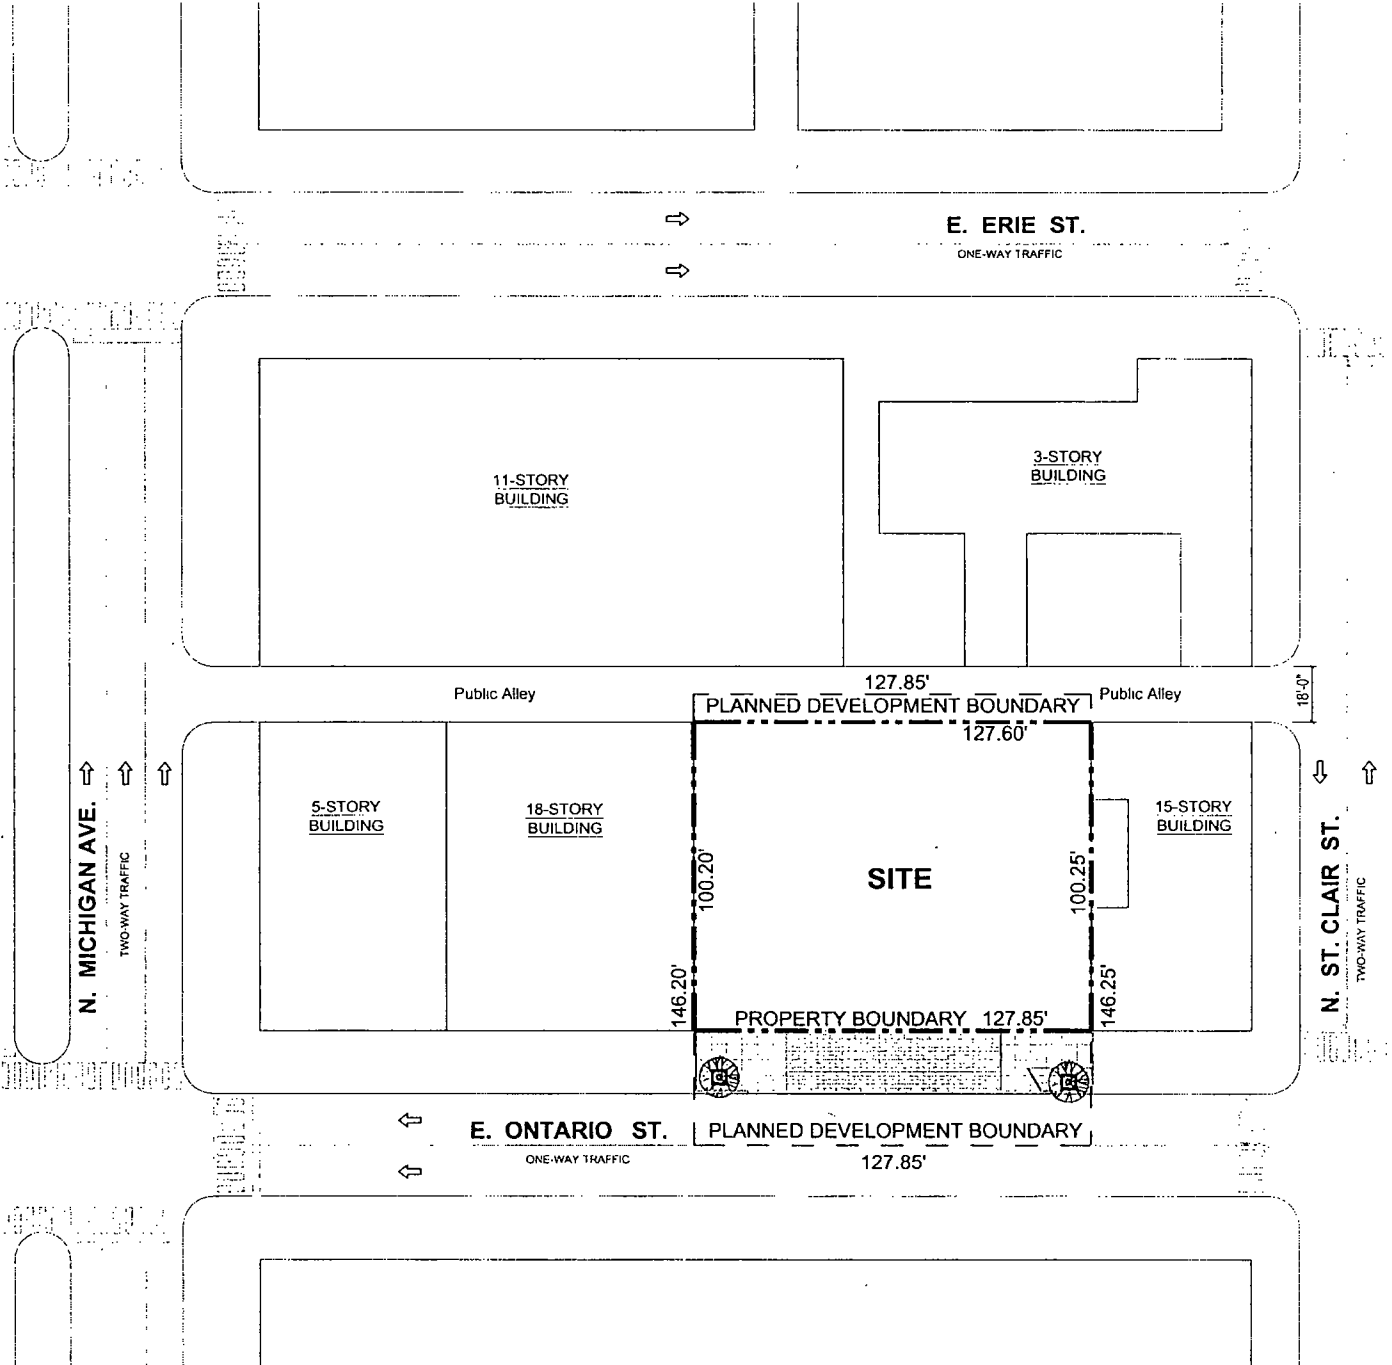 E. ERIE ST.
ONE-WAY TRAFFIC
11-STORY
BUILDING
3-STORY
BUILDING
127.85'
Public Alley
Public Alley
18'-0"
PLANNED DEVELOPMENT BOUNDARY
127.60'
5-STORY
BUILDING
18-STORY
BUILDING
15-STORY
BUILDING
N. MICHIGAN AVE.
TWO-WAY TRAFFIC
SITE
100.20'
100.25'
N. ST. CLAIR ST.
TWO-WAY TRAFFIC
146.20'
146.25'
PROPERTY BOUNDARY 127.85'
E. ONTARIO ST.
PLANNED DEVELOPMENT BOUNDARY
ONE-WAY TRAFFIC
127.85'